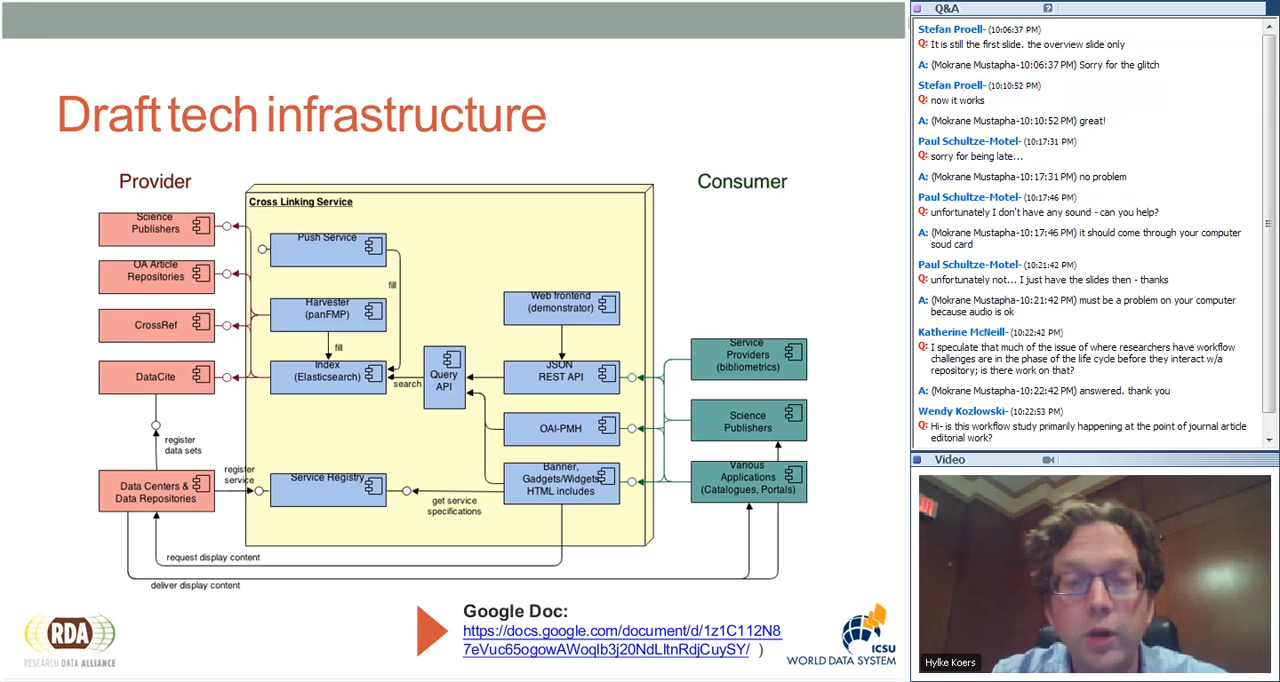 Draft tech infrastructure
Provider
Consumer
Cross Linking Service
Science
Publishers
OA Article
Repositories
CrossRef
DataCite
register
data sets
Data Centers &
Data Repositories
register
service
Push Service
fill
Harvester
(panFMP)
fill
Index
(Elasticsearch)
search
Query
API
Service Registry
get service
specifications
Web frontend
(demonstrator)
JSON
REST API
OAI-PMH
Banner,
Gadgets/Widgets
HTML includes
Service
Providers
(bibliometrics)
Science
Publishers
Various
Applications
(Catalogues, Portals)
request display content
deliver display content
RDA
RESEARCH DATA ALLIANCE
Google Doc:
https://docs.google.com/document/d/1z1C112N8
7eVuc65ogowAWoqlb3j20NdLItnRdjCuySY/ )
ICSU
WORLD DATA SYSTEM
Q&A
Stefan Proell- (10:06:37 PM)
Q: It is still the first slide. the overview slide only
A: (Mokrane Mustapha-10:06:37 PM) Sorry for the glitch
Stefan Proell- (10:10:52 PM)
Q: now it works
A: (Mokrane Mustapha-10:10:52 PM) great!
Paul Schultze-Motel- (10:17:31 PM)
Q: sorry for being late...
A: (Mokrane Mustapha-10:17:31 PM) no problem
Paul Schultze-Motel- (10:17:46 PM)
Q: unfortunately I don't have any sound - can you help?
A: (Mokrane Mustapha-10:17:46 PM) it should come through your computer
soud card
Paul Schultze-Motel- (10:21:42 PM)
Q: unfortunately not... I just have the slides then - thanks
A: (Mokrane Mustapha-10:21:42 PM) must be a problem on your computer
because audio is ok
Katherine McNeill- (10:22:42 PM)
Q: I speculate that much of the issue of where researchers have workflow
challenges are in the phase of the life cycle before they interact w/a
repository; is there work on that?
A: (Mokrane Mustapha-10:22:42 PM) answered. thank you
Wendy Kozlowski- (10:22:53 PM)
Q: Hi- is this workflow study primarily happening at the point of journal article
editorial work?
Video
Hylke Koers